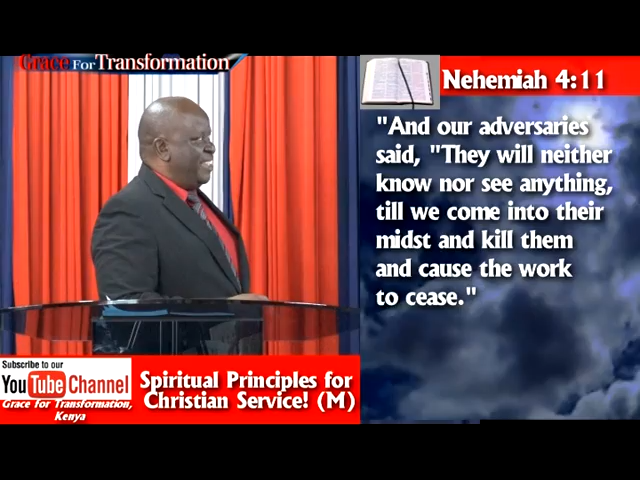 Grace For Transformation
Nehemiah 4:11
"And our adversaries
said, "They will neither
know nor see anything,
till we come into their
midst and kill them
and cause the work
to cease."
Subscribe to our
YouTube Channel
Grace For Transformation,
Kenya
Spiritual Principles for
Christian Service! (M)